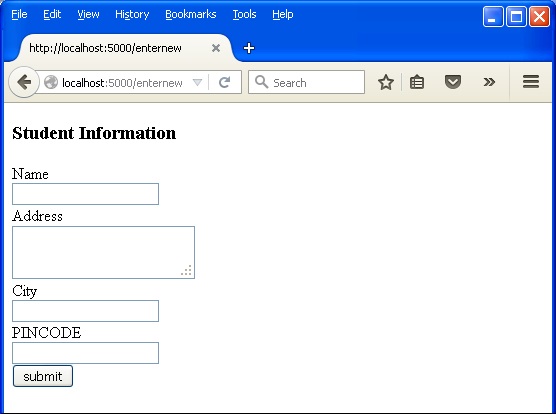 File Edit View History Bookmarks Tools Help
http://localhost:5000/enternew
localhost:5000/enternew Search
Student Information
Name
Address
City
PINCODE
submit